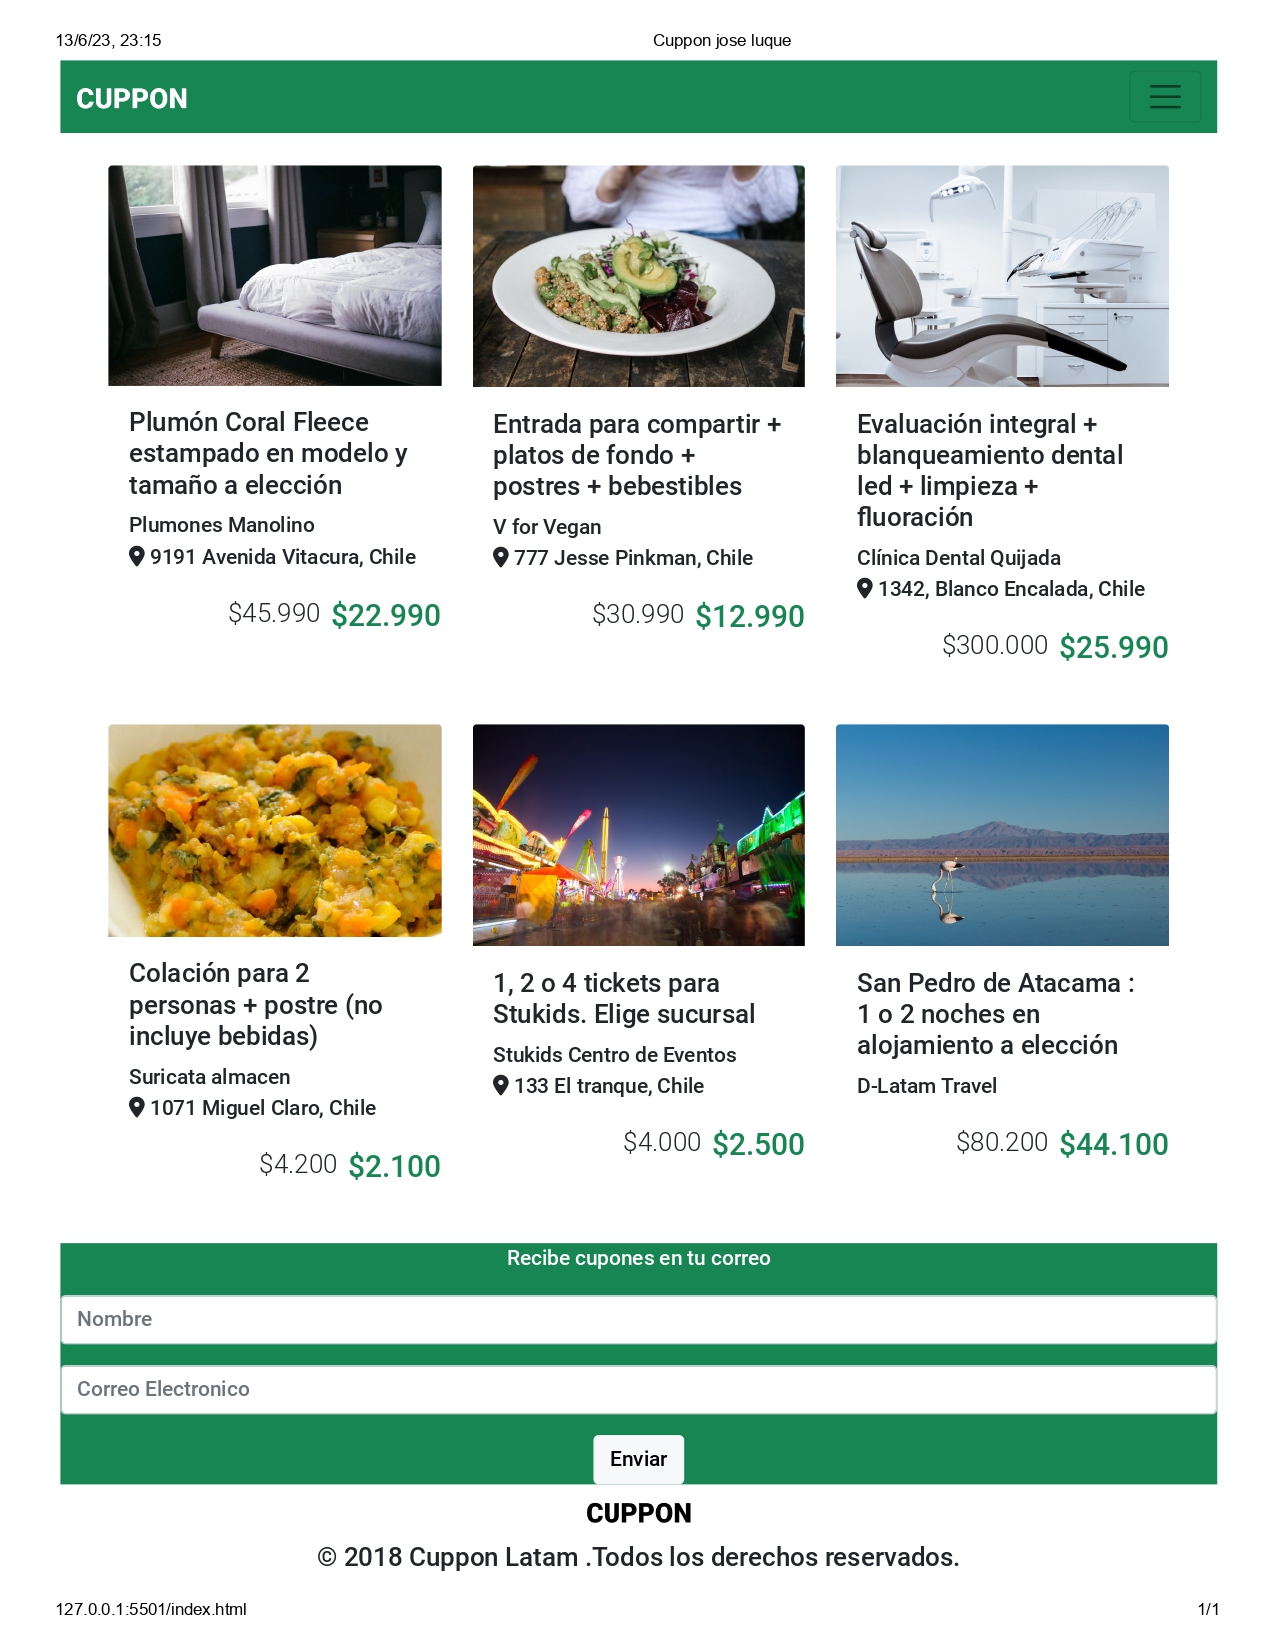 13/6/23, 23:15
Cuppon jose luque
CUPPON
Plumón Coral Fleece
estampado en modelo y
tamaño a elección
Plumones Manolino
9191 Avenida Vitacura, Chile
$45.990 $22.990
Entrada para compartir +
platos de fondo +
postres + bebestibles
V for Vegan
777 Jesse Pinkman, Chile
$30.990 $12.990
Evaluación integral +
blanqueamiento dental
led + limpieza +
fluoración
Clínica Dental Quijada
1342, Blanco Encalada, Chile
$300.000 $25.990
Colación para 2
personas + postre (no
incluye bebidas)
Suricata almacen
1071 Miguel Claro, Chile
$4.200 $2.100
1, 2 o 4 tickets para
Stukids. Elige sucursal
Stukids Centro de Eventos
133 El tranque, Chile
$4.000 $2.500
San Pedro de Atacama :
1 o 2 noches en
alojamiento a elección
D-Latam Travel
$80.200 $44.100
Recibe cupones en tu correo
Nombre
Correo Electronico
Enviar
CUPPON
© 2018 Cuppon Latam .Todos los derechos reservados.
127.0.0.1:5501/index.html
1/1